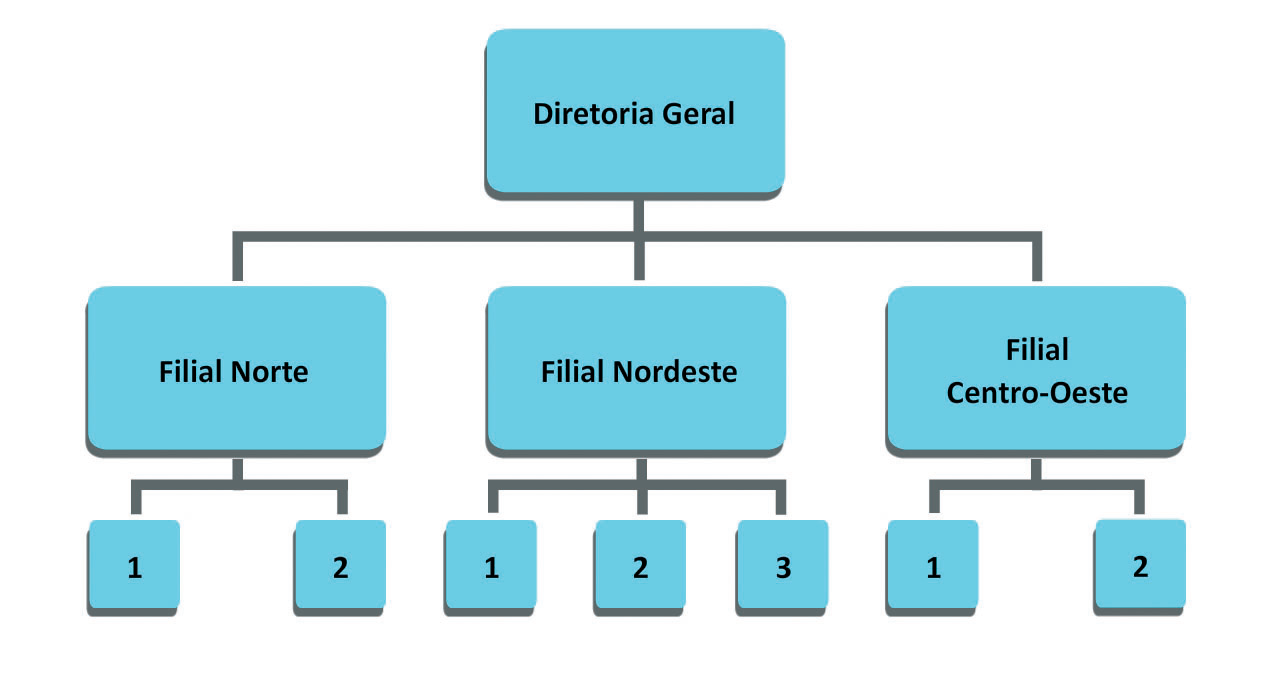 Diretoria Geral
Filial Norte
Filial Nordeste
Filial
Centro-Oeste
1
2
1
2
3
1
2